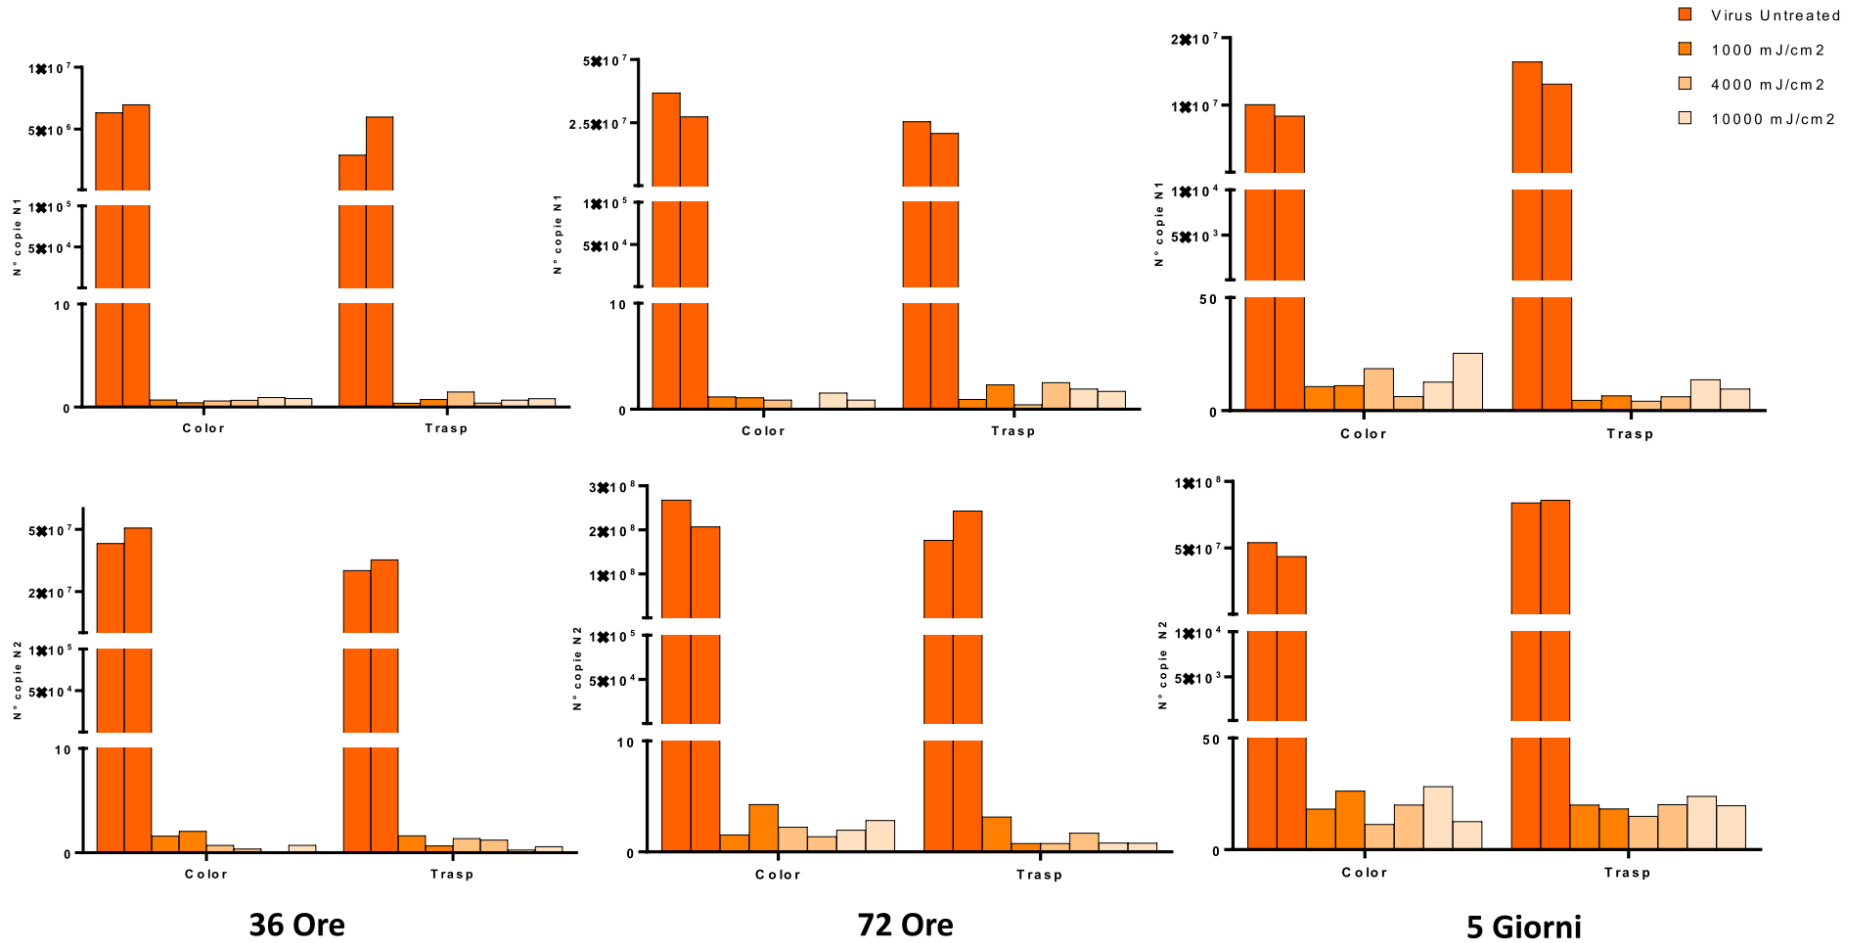 Virus Untreated
1000 mJ/cm2
4000 mJ/cm2
10000 mJ/cm2
N° copie N1
1✖10⁷
5✖10⁶
1✖10⁵
5✖10⁴
10
0
Color Trasp
N° copie N1
5✖10⁷
2.5✖10⁷
1✖10⁵
5✖10⁴
10
0
Color Trasp
N° copie N1
2✖10⁷
1✖10⁷
1✖10⁴
5✖10³
50
0
Color Trasp
N° copie N2
5✖10⁷
2✖10⁷
1✖10⁵
5✖10⁴
10
0
Color Trasp
N° copie N2
3✖10⁸
2✖10⁸
1✖10⁸
1✖10⁵
5✖10⁴
10
0
Color Trasp
N° copie N2
1✖10⁸
5✖10⁷
1✖10⁴
5✖10³
50
0
Color Trasp
36 Ore
72 Ore
5 Giorni